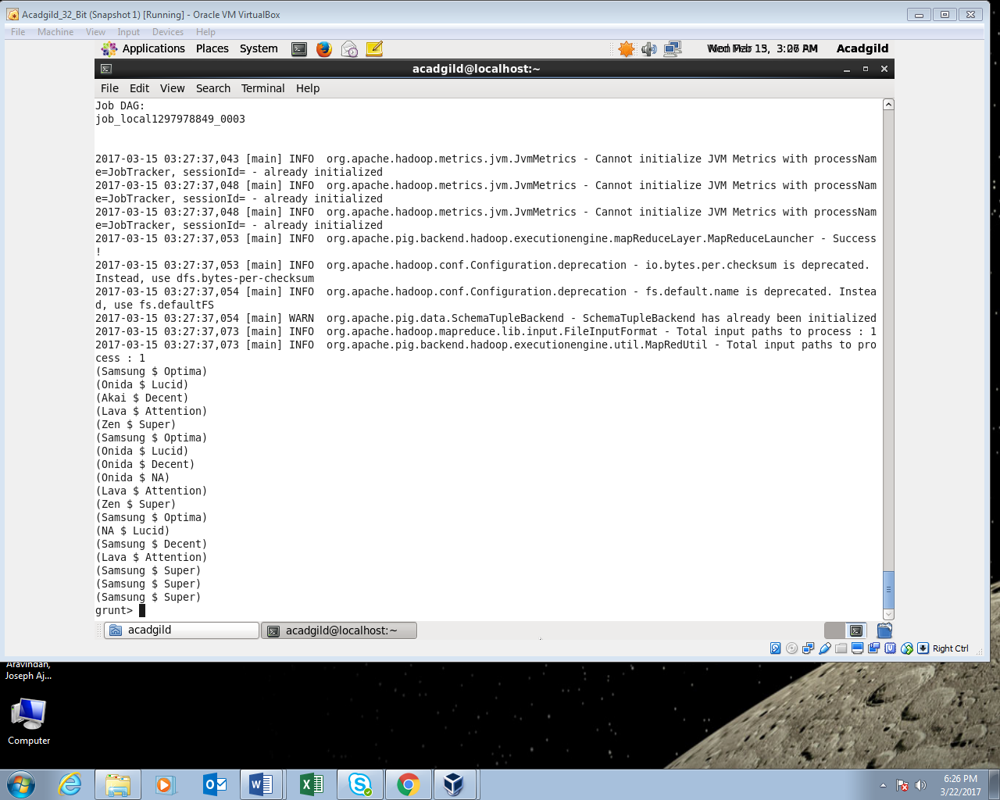 Acadgild_32_Bit (Snapshot 1) [Running] - Oracle VM VirtualBox
File Machine View Input Devices Help
Applications Places System
3:26 AM Acadgild
acadgild@localhost:~
File Edit View Search Terminal Help
Job DAG:
job_local1297978849_0003
2017-03-15 03:27:37,043 [main] INFO  org.apache.hadoop.metrics.jvm.JvmMetrics - Cannot initialize JVM Metrics with processNam
e=JobTracker, sessionId= - already initialized
2017-03-15 03:27:37,048 [main] INFO  org.apache.hadoop.metrics.jvm.JvmMetrics - Cannot initialize JVM Metrics with processNam
e=JobTracker, sessionId= - already initialized
2017-03-15 03:27:37,048 [main] INFO  org.apache.hadoop.metrics.jvm.JvmMetrics - Cannot initialize JVM Metrics with processNam
e=JobTracker, sessionId= - already initialized
2017-03-15 03:27:37,053 [main] INFO  org.apache.pig.backend.hadoop.executionengine.mapReduceLayer.MapReduceLauncher - Success
!
2017-03-15 03:27:37,053 [main] INFO  org.apache.hadoop.conf.Configuration.deprecation - io.bytes.per.checksum is deprecated.
Instead, use dfs.bytes-per-checksum
2017-03-15 03:27:37,054 [main] INFO  org.apache.hadoop.conf.Configuration.deprecation - fs.default.name is deprecated. Instea
d, use fs.defaultFS
2017-03-15 03:27:37,054 [main] WARN  org.apache.pig.data.SchemaTupleBackend - SchemaTupleBackend has already been initialized
2017-03-15 03:27:37,073 [main] INFO  org.apache.hadoop.mapreduce.lib.input.FileInputFormat - Total input paths to process : 1
2017-03-15 03:27:37,073 [main] INFO  org.apache.pig.backend.hadoop.executionengine.util.MapRedUtil - Total input paths to pro
cess : 1
(Samsung $ Optima)
(Onida $ Lucid)
(Akai $ Decent)
(Lava $ Attention)
(Zen $ Super)
(Samsung $ Optima)
(Onida $ Lucid)
(Onida $ Decent)
(Onida $ NA)
(Lava $ Attention)
(Zen $ Super)
(Samsung $ Optima)
(NA $ Lucid)
(Samsung $ Decent)
(Lava $ Attention)
(Samsung $ Super)
(Samsung $ Super)
(Samsung $ Super)
grunt>
acadgild
acadgild@localhost:~
Right Ctrl
Aravindan,
Joseph Aj...
Computer
6:26 PM
3/22/2017